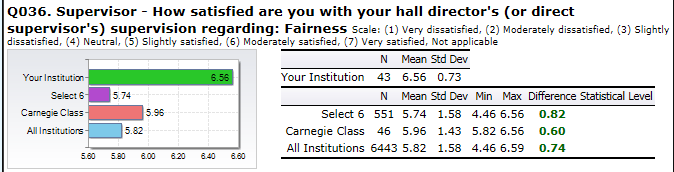 Q036. Supervisor - How satisfied are you with your hall director's (or direct
supervisor's) supervision regarding: Fairness Scale: (1) Very dissatisfied, (2) Moderately dissatisfied, (3) Slightly
dissatisfied, (4) Neutral, (5) Slightly satisfied, (6) Moderately satisfied, (7) Very satisfied, Not applicable
Your Institution 6.56
Select 6 5.74
Carnegie Class 5.96
All Institutions 5.82
5.60 5.80 6.00 6.20 6.40 6.60
N Mean Std Dev
Your Institution 43 6.56 0.73
N Mean Std Dev Min Max Difference Statistical Level
Select 6 551 5.74 1.58 4.46 6.56 0.82
Carnegie Class 46 5.96 1.43 5.82 6.56 0.60
All Institutions 6443 5.82 1.58 4.46 6.59 0.74